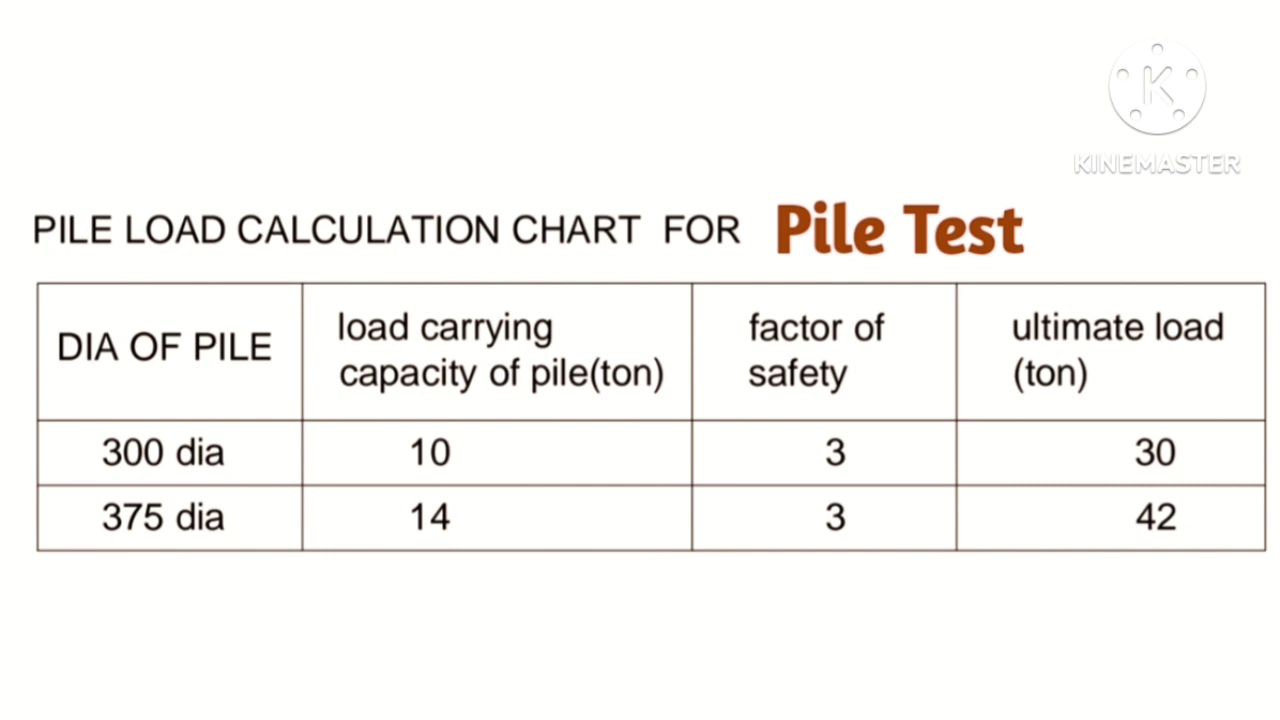 K
KINEMASTER
PILE LOAD CALCULATION CHART FOR Pile Test
DIA OF PILE
load carrying
capacity of pile(ton)
factor of
safety
ultimate load
(ton)
300 dia 10 3 30
375 dia 14 3 42